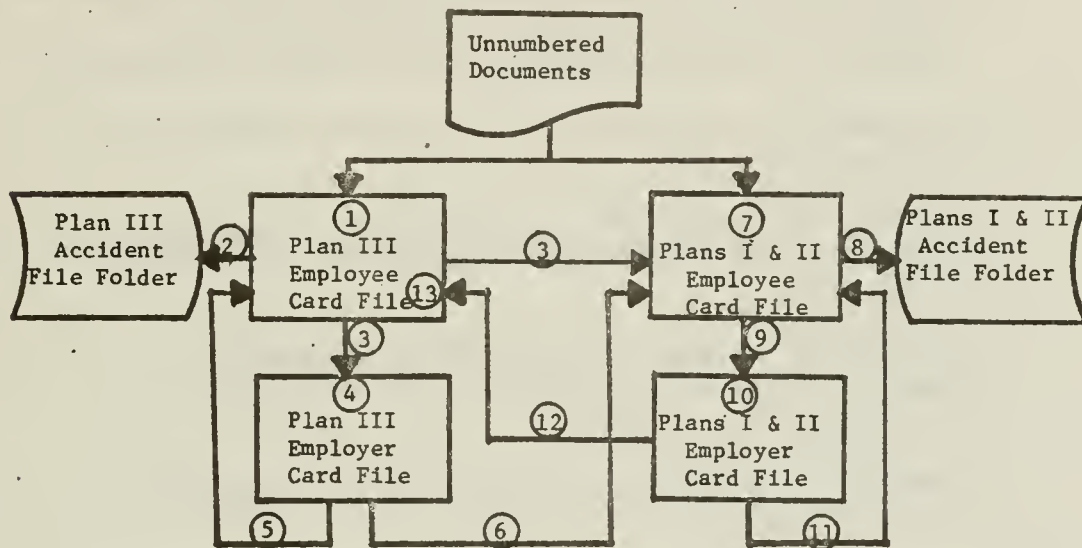 Unnumbered
Documents
Plan III
Accident
File Folder
2
1
Plan III
Employee
Card File
13
3
7
Plans I & II
Employee
Card File
8
Plans I & II
Accident
File Folder
3
9
4
Plan III
Employer
Card File
12
10
Plans I & II
Employer
Card File
5
6
11